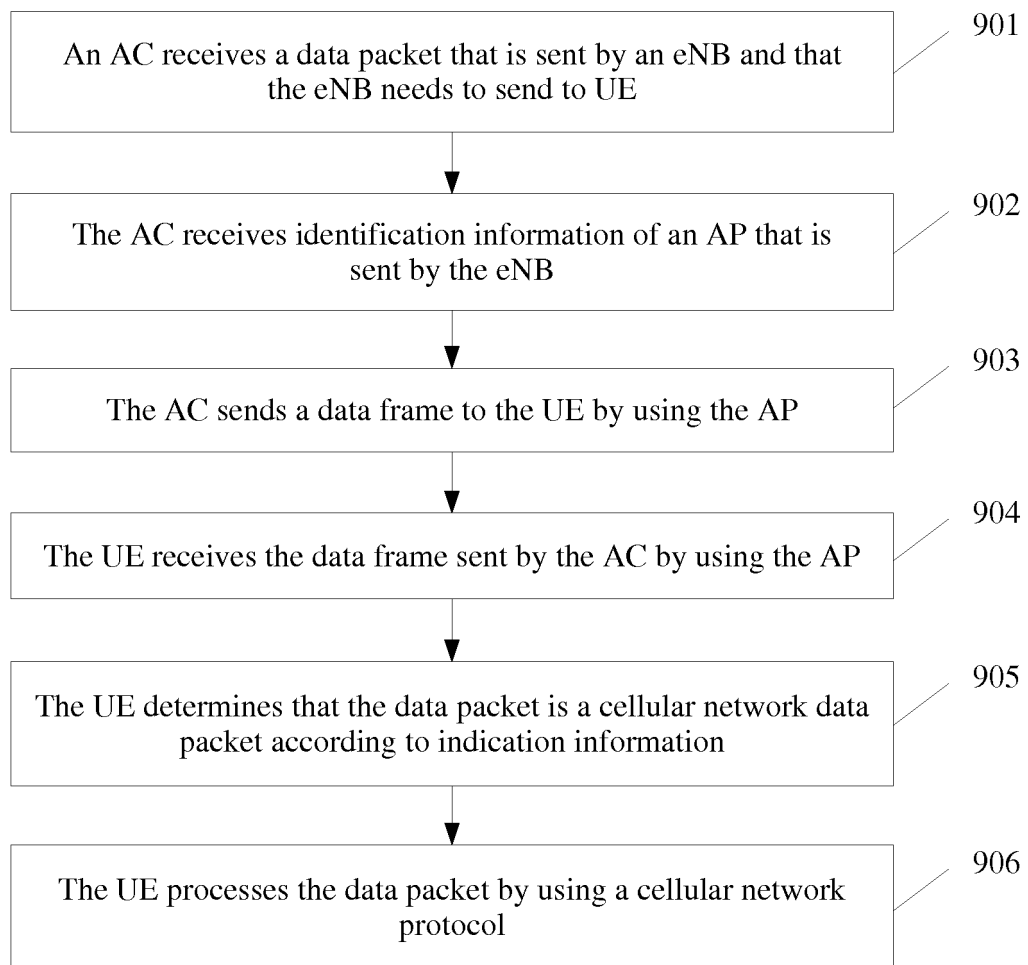 901
An AC receives a data packet that is sent by an eNB and that
the eNB needs to send to UE
902
The AC receives identification information of an AP that is
sent by the eNB
903
The AC sends a data frame to the UE by using the AP
904
The UE receives the data frame sent by the AC by using the AP
905
The UE determines that the data packet is a cellular network data
packet according to indication information
906
The UE processes the data packet by using a cellular network
protocol